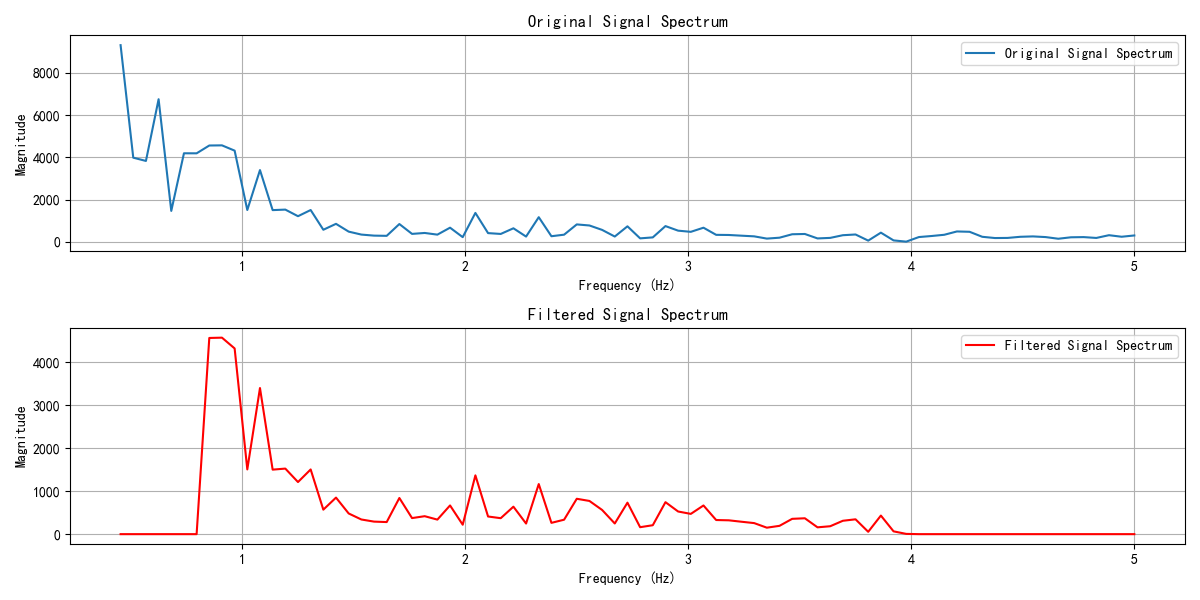 Original Signal Spectrum
Original Signal Spectrum
Magnitude
8000
6000
4000
2000
0
1
2
3
4
5
Frequency (Hz)
Filtered Signal Spectrum
Filtered Signal Spectrum
Magnitude
4000
3000
2000
1000
0
1
2
3
4
5
Frequency (Hz)